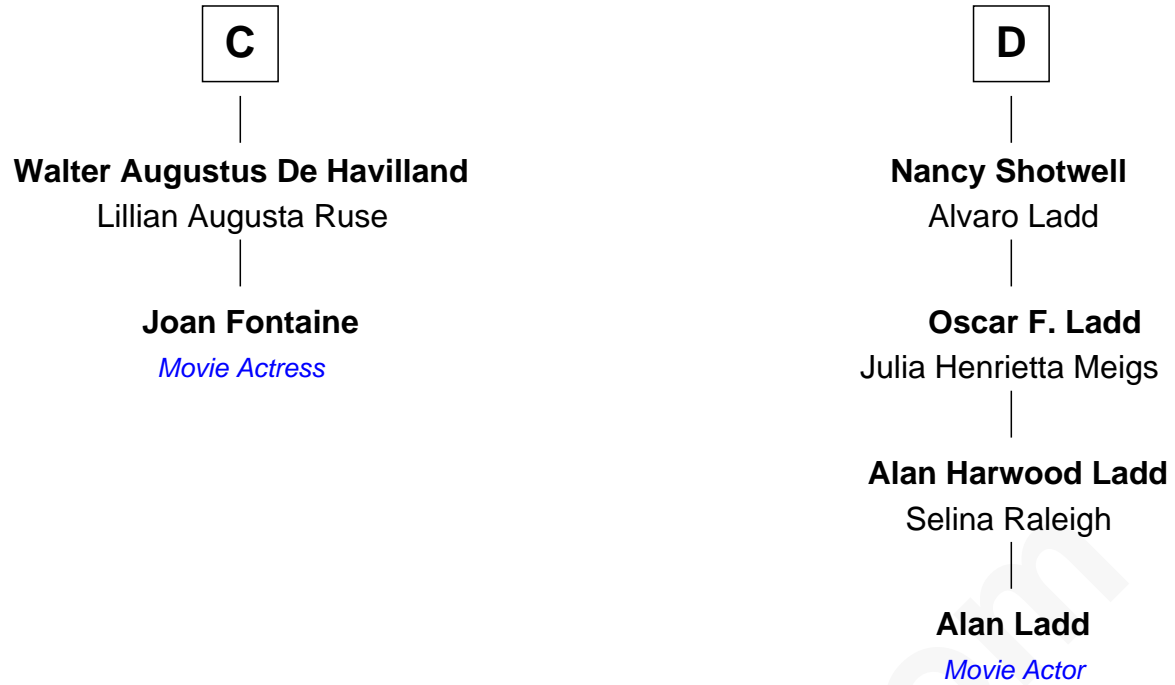 C
Walter Augustus De Havilland
Lillian Augusta Ruse
Joan Fontaine
Movie Actress
D
Nancy Shotwell
Alvaro Ladd
Oscar F. Ladd
Julia Henrietta Meigs
Alan Harwood Ladd
Selina Raleigh
Alan Ladd
Movie Actor
om